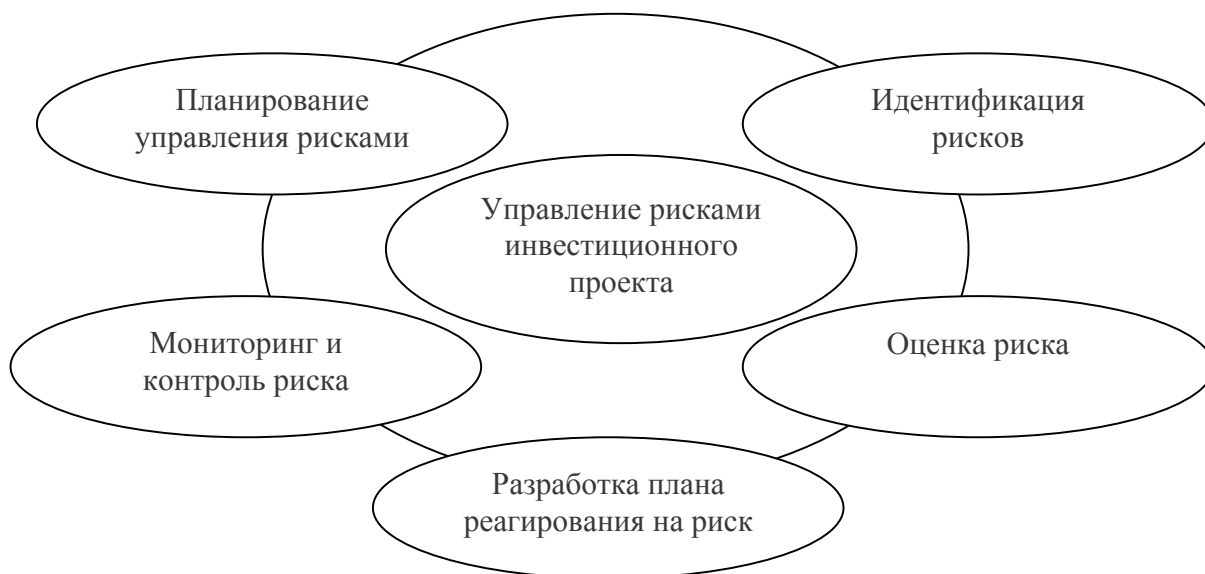 Планирование
управления рисками
Идентификация
рисков
Управление рисками
инвестиционного
проекта
Мониторинг и
контроль риска
Оценка риска
Разработка плана
реагирования на риск